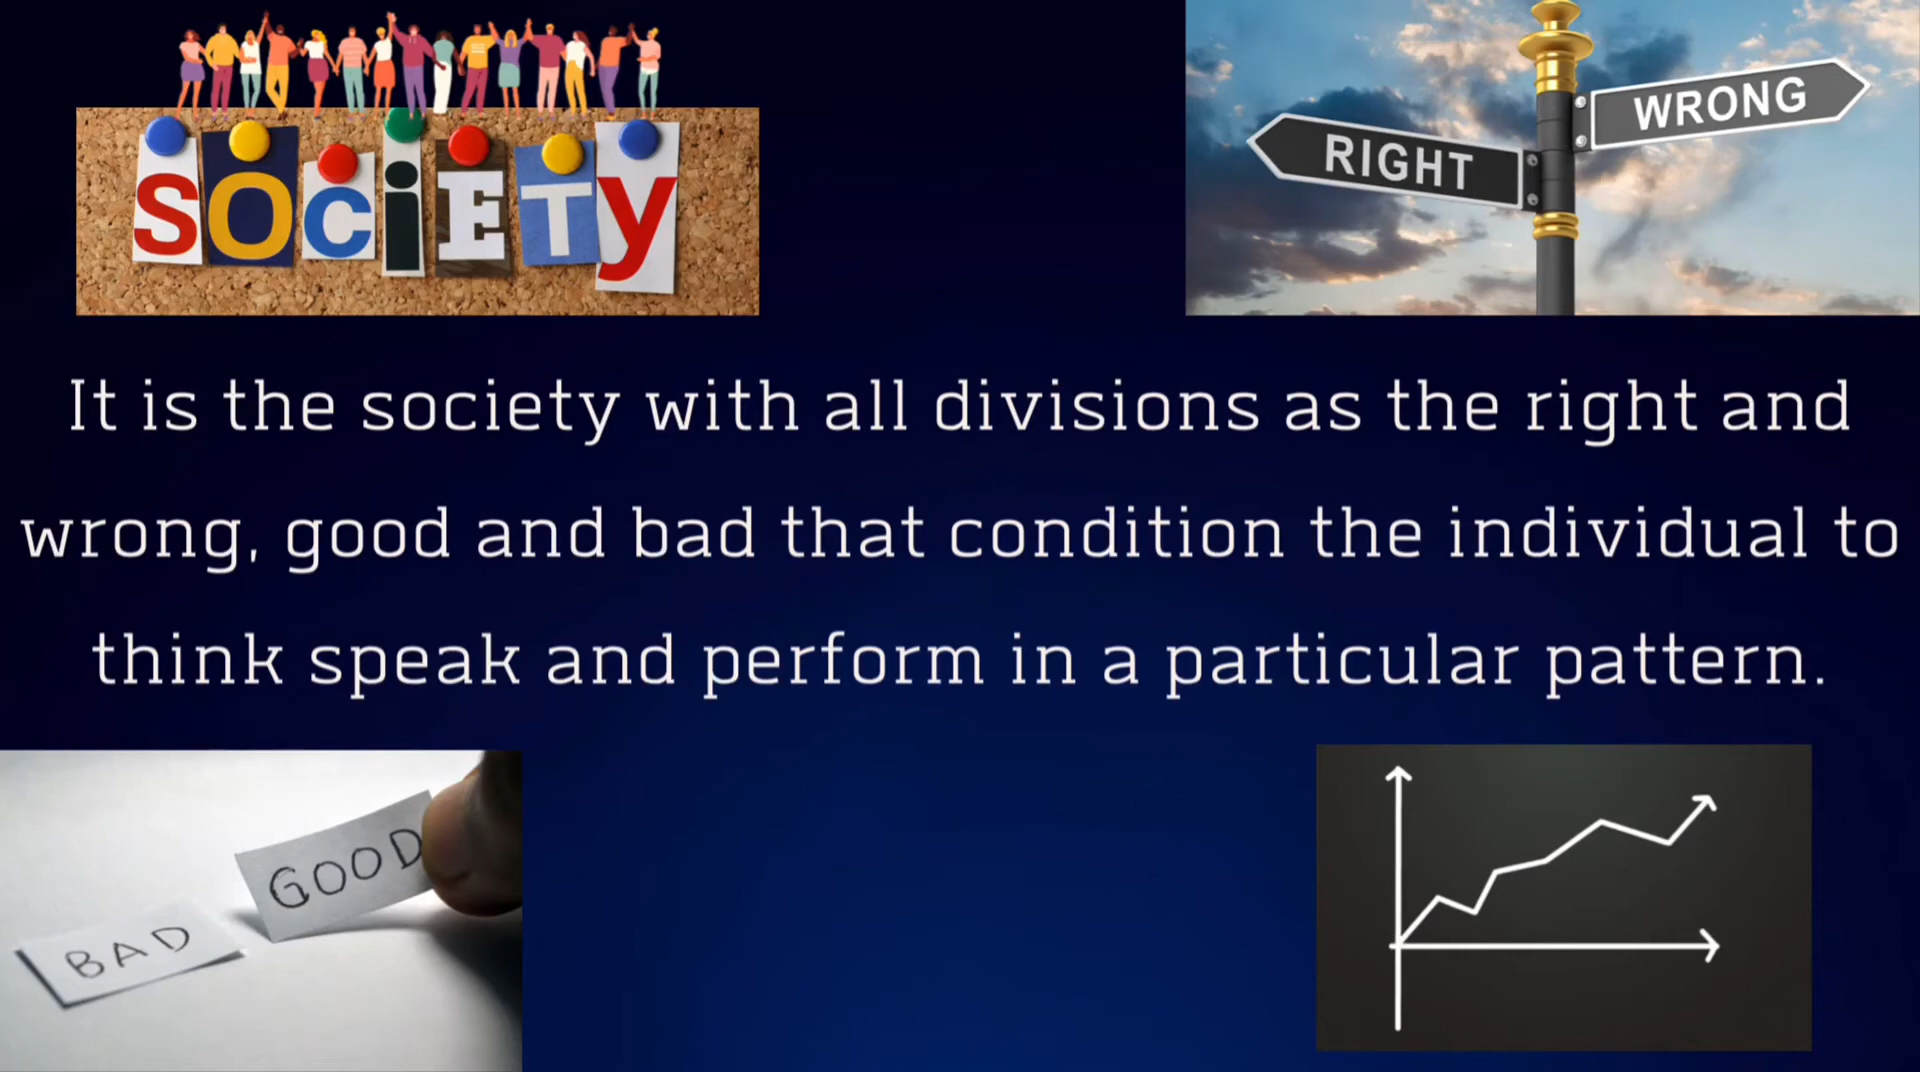 SOCiETY
RIGHT
WRONG
It is the society with all divisions as the right and
wrong, good and bad that condition the individual to
think speak and perform in a particular pattern.
GOOD
BAD